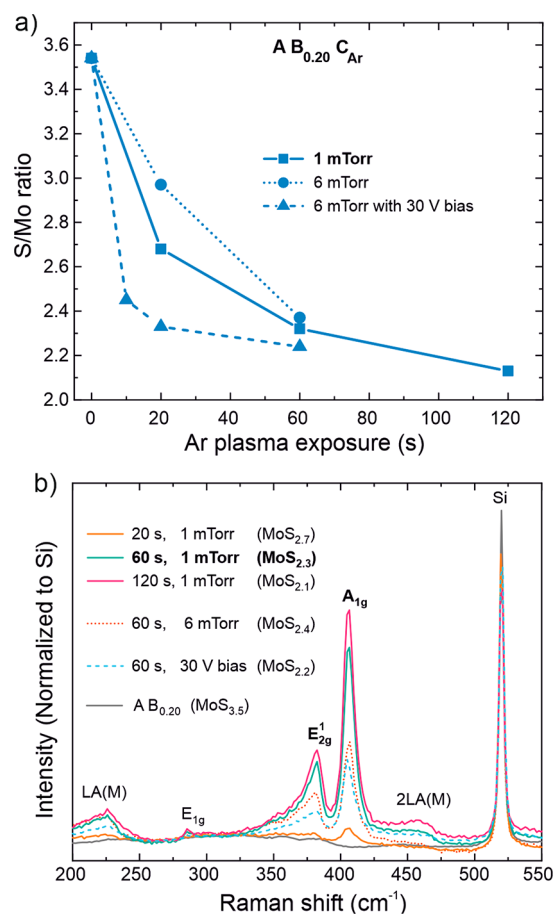 a)
A B0.20 CAr
S/Mo ratio
3.6
3.4
3.2
3.0
2.8
2.6
2.4
2.2
2.0
1 mTorr
6 mTorr
6 mTorr with 30 V bias
0 20 40 60 80 100 120
Ar plasma exposure (s)
b)
Intensity (Normalized to Si)
Si
20 s, 1 mTorr (MoS2.7)
60 s, 1 mTorr (MoS2.3)
120 s, 1 mTorr (MoS2.1)
60 s, 6 mTorr (MoS2.4)
60 s, 30 V bias (MoS2.2)
A B0.20 (MoS3.5)
A1g
E12g
LA(M)
E1g
2LA(M)
200 250 300 350 400 450 500 550
Raman shift (cm-1)